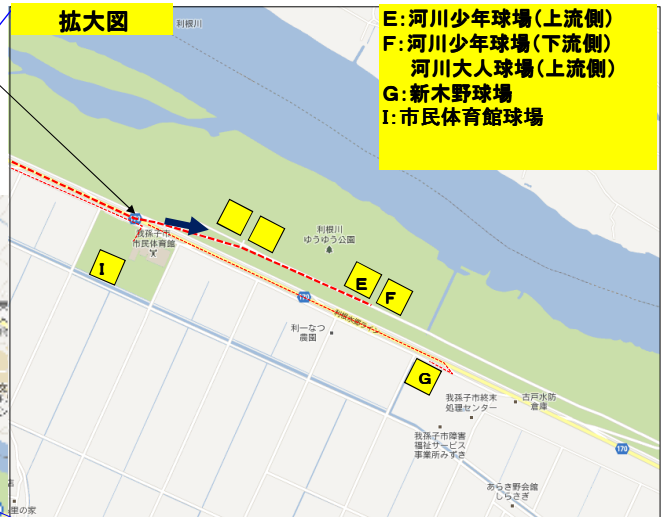 拡大図
E:河川少年球場(上流側)
F:河川少年球場(下流側)
河川大人球場(上流側)
G:新木野球場
I:市民体育館球場
利根川
我孫子市
市民体育館
利根川
ゆうゆう公園
I
E
F
170
利根水郷ライン
利一なつ
農園
G
我孫子市終末
処理センター
古戸水防
倉庫
我孫子市障害
福祉サービス
事業所みずき
170
あらき野会館
しらさぎ
里の家